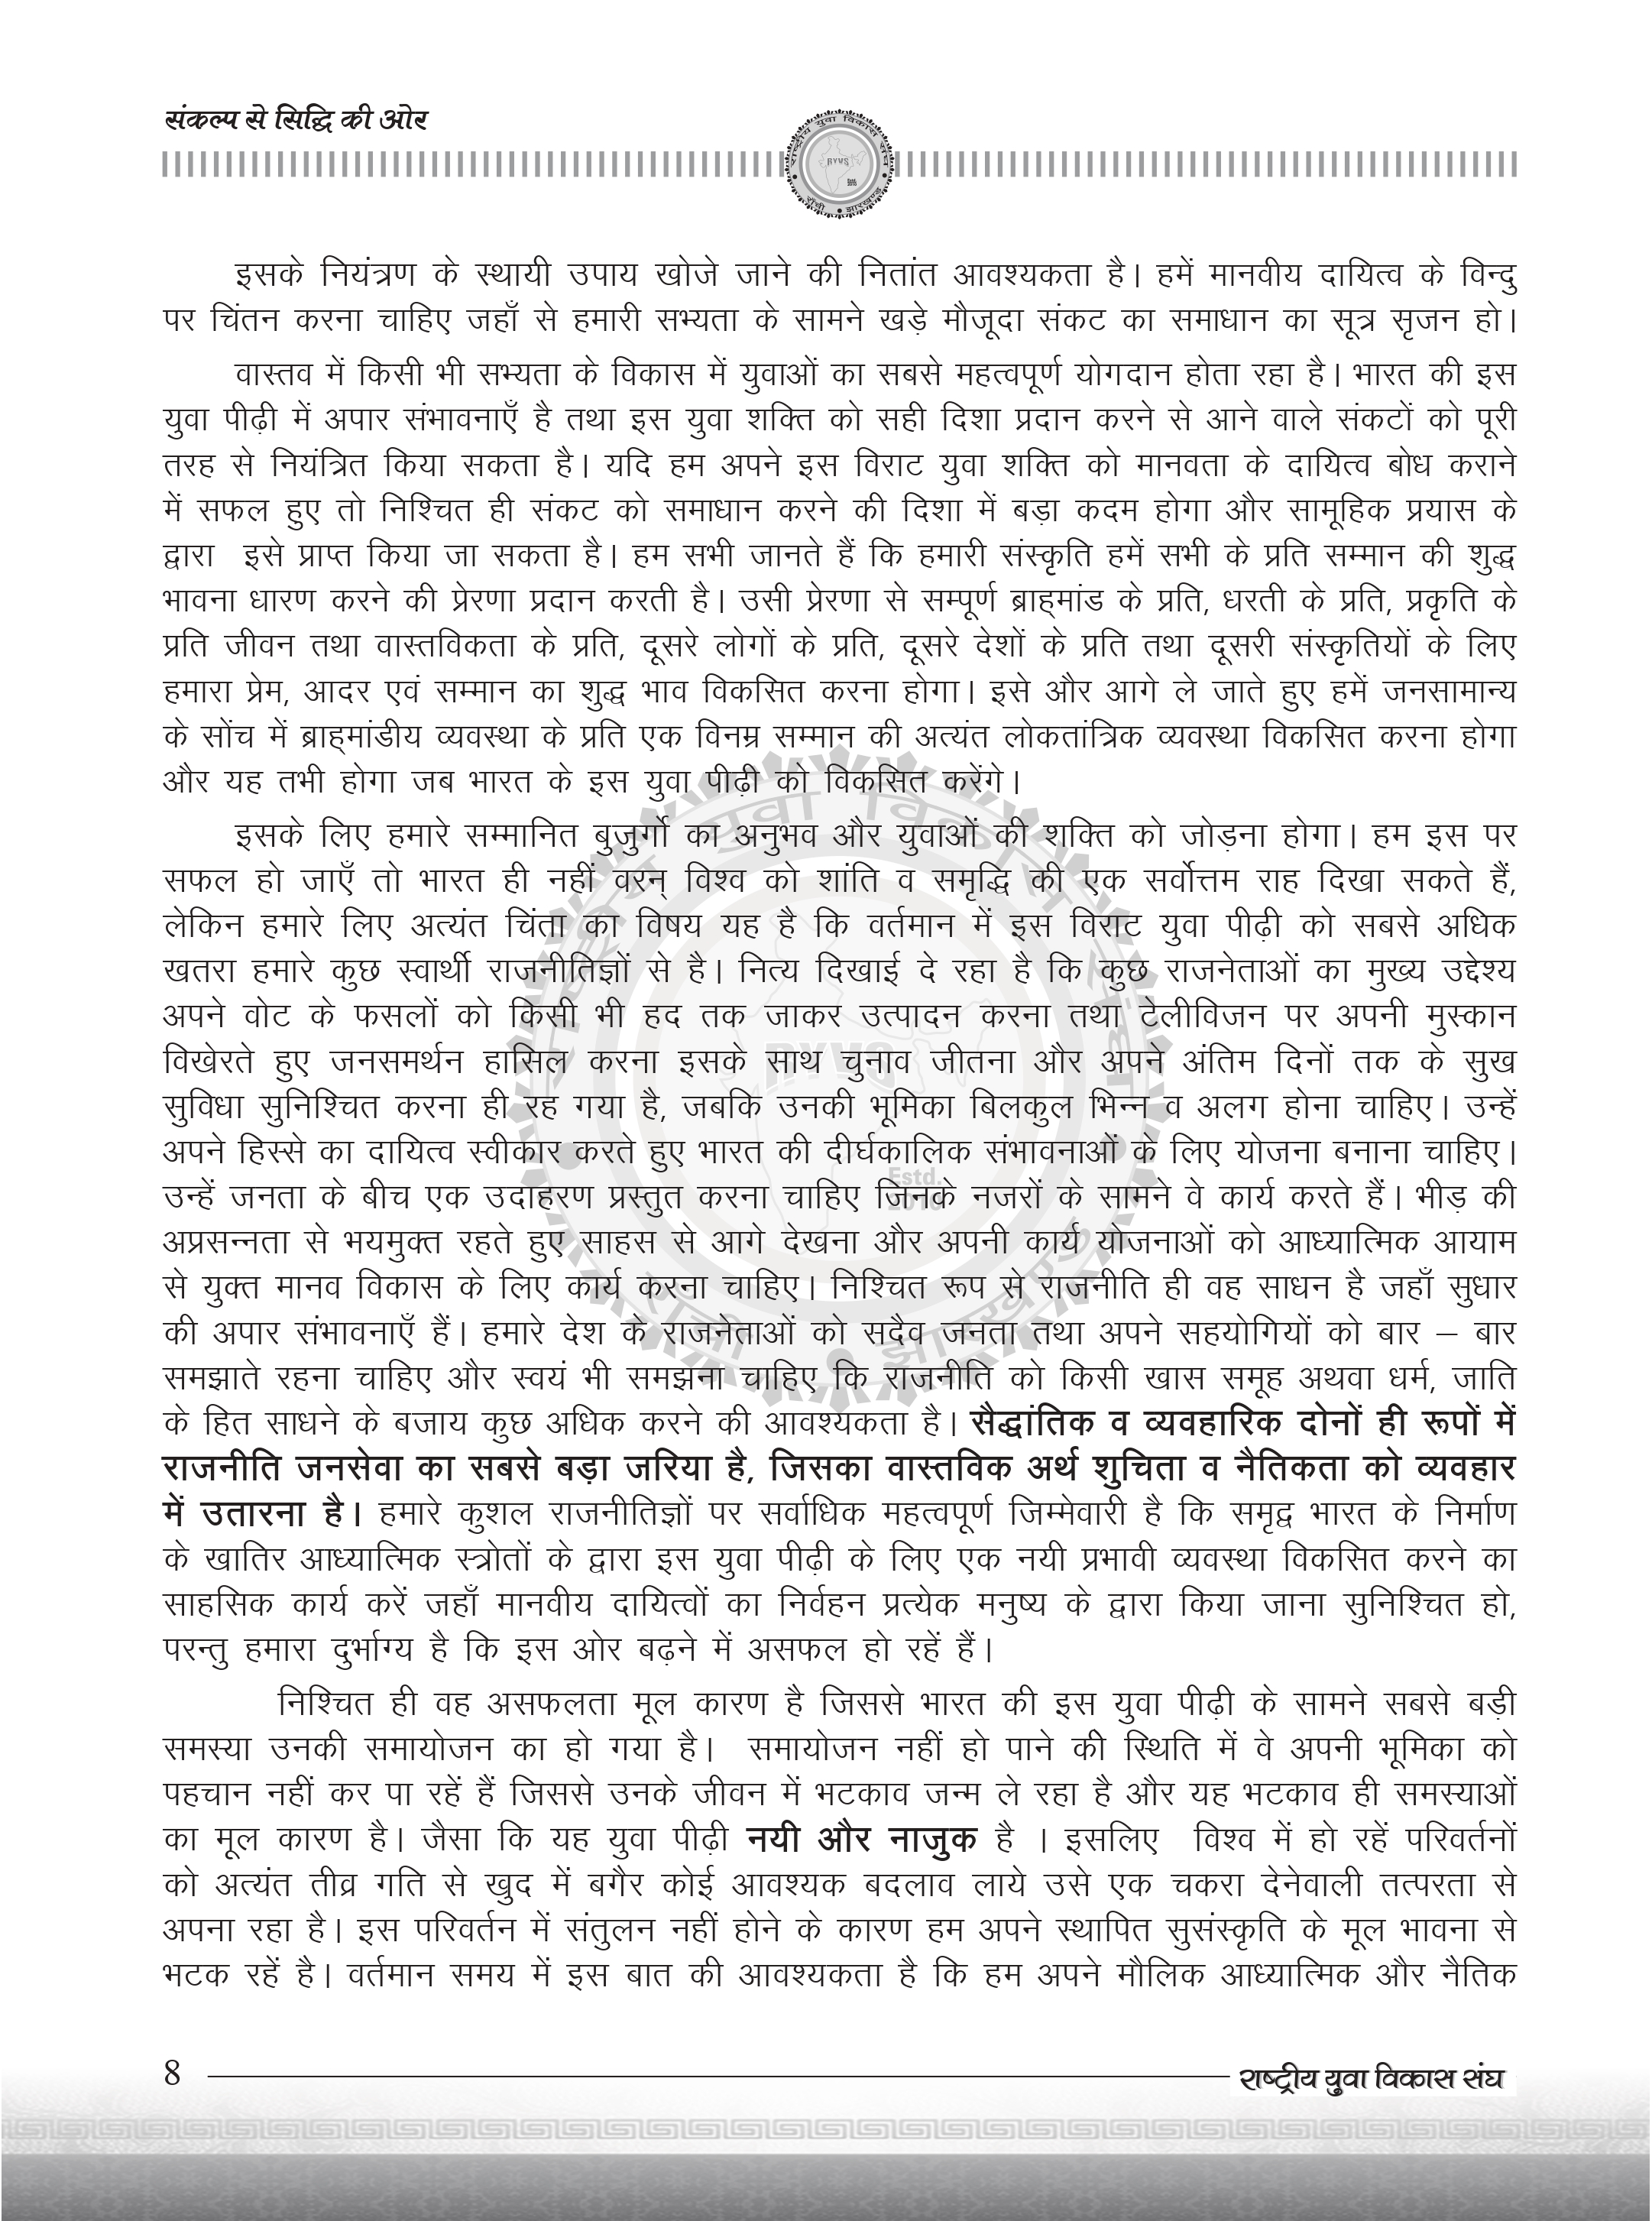 संकल्प से सिद्धि की ओर
राष्ट्रीय युवा विकास संघ
RYVS
राँची • झारखण्ड
इसके नियंत्रण के स्थायी उपाय खोजे जाने की नितांत आवश्यकता है। हमें मानवीय दायित्व के विन्दु
पर चिंतन करना चाहिए जहाँ से हमारी सभ्यता के सामने खड़े मौजूदा संकट का समाधान का सूत्र सृजन हो।
वास्तव में किसी भी सभ्यता के विकास में युवाओं का सबसे महत्वपूर्ण योगदान होता रहा है। भारत की इस
युवा पीढ़ी में अपार संभावनाएँ है तथा इस युवा शक्ति को सही दिशा प्रदान करने से आने वाले संकटों को पूरी
तरह से नियंत्रित किया सकता है। यदि हम अपने इस विराट युवा शक्ति को मानवता के दायित्व बोध कराने
में सफल हुए तो निश्चित ही संकट को समाधान करने की दिशा में बड़ा कदम होगा और सामूहिक प्रयास के
द्वारा इसे प्राप्त किया जा सकता है। हम सभी जानते हैं कि हमारी संस्कृति हमें सभी के प्रति सम्मान की शुद्ध
भावना धारण करने की प्रेरणा प्रदान करती है। उसी प्रेरणा से सम्पूर्ण ब्राह्मांड के प्रति, धरती के प्रति, प्रकृति के
प्रति जीवन तथा वास्तविकता के प्रति, दूसरे लोगों के प्रति, दूसरे देशों के प्रति तथा दूसरी संस्कृतियों के लिए
हमारा प्रेम, आदर एवं सम्मान का शुद्ध भाव विकसित करना होगा। इसे और आगे ले जाते हुए हमें जनसामान्य
के सोंच में ब्राह्मांडीय व्यवस्था के प्रति एक विनम्र सम्मान की अत्यंत लोकतांत्रिक व्यवस्था विकसित करना होगा
और यह तभी होगा जब भारत के इस युवा पीढ़ी को विकसित करेंगे।
इसके लिए हमारे सम्मानित बुजुर्गो का अनुभव और युवाओं की शक्ति को जोड़ना होगा। हम इस पर
सफल हो जाएँ तो भारत ही नहीं वरन् विश्व को शांति व समृद्धि की एक सर्वोत्तम राह दिखा सकते हैं,
लेकिन हमारे लिए अत्यंत चिंता का विषय यह है कि वर्तमान में इस विराट युवा पीढ़ी को सबसे अधिक
खतरा हमारे कुछ स्वार्थी राजनीतिज्ञों से है। नित्य दिखाई दे रहा है कि कुछ राजनेताओं का मुख्य उद्देश्य
अपने वोट के फसलों को किसी भी हद तक जाकर उत्पादन करना तथा टेलीविजन पर अपनी मुस्कान
विखेरते हुए जनसमर्थन हासिल करना इसके साथ चुनाव जीतना और अपने अंतिम दिनों तक के सुख
सुविधा सुनिश्चित करना ही रह गया है, जबकि उनकी भूमिका बिलकुल भिन्न व अलग होना चाहिए। उन्हें
अपने हिस्से का दायित्व स्वीकार करते हुए भारत की दीर्घकालिक संभावनाओं के लिए योजना बनाना चाहिए।
उन्हें जनता के बीच एक उदाहरण प्रस्तुत करना चाहिए जिनके नजरों के सामने वे कार्य करते हैं। भीड़ की
अप्रसन्नता से भयमुक्त रहते हुए साहस से आगे देखना और अपनी कार्य योजनाओं को आध्यात्मिक आयाम
से युक्त मानव विकास के लिए कार्य करना चाहिए। निश्चित रूप से राजनीति ही वह साधन है जहाँ सुधार
की अपार संभावनाएँ हैं। हमारे देश के राजनेताओं को सदैव जनता तथा अपने सहयोगियों को बार – बार
समझाते रहना चाहिए और स्वयं भी समझना चाहिए कि राजनीति को किसी खास समूह अथवा धर्म, जाति
के हित साधने के बजाय कुछ अधिक करने की आवश्यकता है। सैद्धांतिक व व्यवहारिक दोनों ही रूपों में
राजनीति जनसेवा का सबसे बड़ा जरिया है, जिसका वास्तविक अर्थ शुचिता व नैतिकता को व्यवहार
में उतारना है। हमारे कुशल राजनीतिज्ञों पर सर्वाधिक महत्वपूर्ण जिम्मेवारी है कि समृद्व भारत के निर्माण
के खातिर आध्यात्मिक स्त्रोतों के द्वारा इस युवा पीढ़ी के लिए एक नयी प्रभावी व्यवस्था विकसित करने का
साहसिक कार्य करें जहाँ मानवीय दायित्वों का निर्वहन प्रत्येक मनुष्य के द्वारा किया जाना सुनिश्चित हो,
परन्तु हमारा दुर्भाग्य है कि इस ओर बढ़ने में असफल हो रहें हैं।
निश्चित ही वह असफलता मूल कारण है जिससे भारत की इस युवा पीढ़ी के सामने सबसे बड़ी
समस्या उनकी समायोजन का हो गया है। समायोजन नहीं हो पाने की स्थिति में वे अपनी भूमिका को
पहचान नहीं कर पा रहें हैं जिससे उनके जीवन में भटकाव जन्म ले रहा है और यह भटकाव ही समस्याओं
का मूल कारण है। जैसा कि यह युवा पीढ़ी नयी और नाजुक है । इसलिए विश्व में हो रहें परिवर्तनों
को अत्यंत तीव्र गति से खुद में बगैर कोई आवश्यक बदलाव लाये उसे एक चकरा देनेवाली तत्परता से
अपना रहा है। इस परिवर्तन में संतुलन नहीं होने के कारण हम अपने स्थापित सुसंस्कृति के मूल भावना से
भटक रहें है। वर्तमान समय में इस बात की आवश्यकता है कि हम अपने मौलिक आध्यात्मिक और नैतिक
राष्ट्रीय युवा विकास संघ
RYVS
Estd.
राँची • झारखण्ड
8
राष्ट्रीय युवा विकास संघ